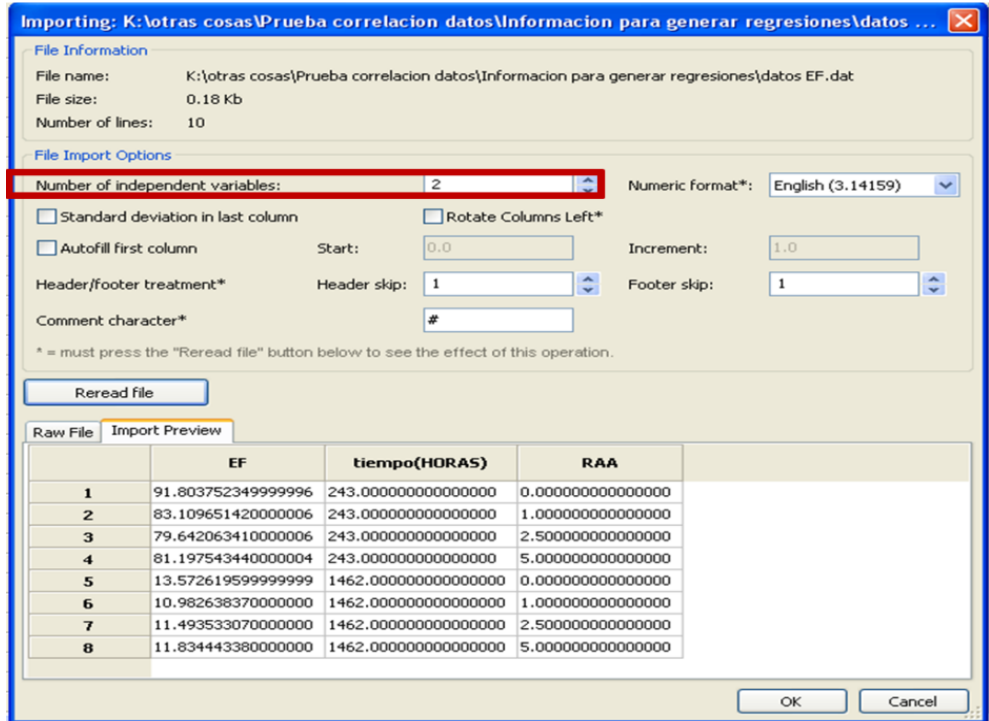 Importing: K:\otras cosas\Prueba correlacion datos\Informacion para generar regresiones\datos ...
File Information
File name: K:\otras cosas\Prueba correlacion datos\Informacion para generar regresiones\datos EF.dat
File size: 0.18 Kb
Number of lines: 10
File Import Options
Number of independent variables: 2 Numeric format*: English (3.14159)
Standard deviation in last column Rotate Columns Left*
Autofill first column Start: 0.0 Increment: 1.0
Header/footer treatment* Header skip: 1 Footer skip: 1
Comment character* #
* = must press the "Reread file" button below to see the effect of this operation.
Reread file
Raw File Import Preview
EF tiempo(HORAS) RAA
1 91.803752349999996 243.000000000000000 0.000000000000000
2 83.109651420000006 243.000000000000000 1.000000000000000
3 79.642063410000006 243.000000000000000 2.500000000000000
4 81.197543440000004 243.000000000000000 5.000000000000000
5 13.572619599999999 1462.000000000000000 0.000000000000000
6 10.982638370000000 1462.000000000000000 1.000000000000000
7 11.493533070000000 1462.000000000000000 2.500000000000000
8 11.834443380000000 1462.000000000000000 5.000000000000000
OK Cancel